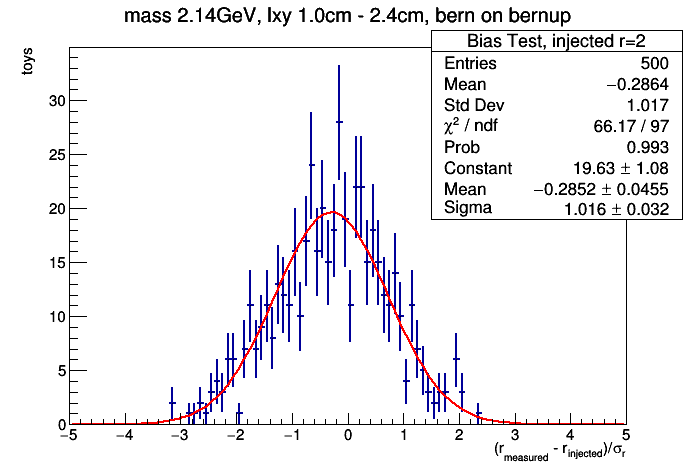 mass 2.14GeV, lxy 1.0cm - 2.4cm, bern on bernup
toys
Bias Test, injected r=2
Entries 500
Mean −0.2864
Std Dev 1.017
χ² / ndf 66.17 / 97
Prob 0.993
Constant 19.63 ± 1.08
Mean −0.2852 ± 0.0455
Sigma 1.016 ± 0.032
30
25
20
15
10
5
0
−5 −4 −3 −2 −1 0 1 2 3 4 5
(r_measured - r_injected)/σ_r